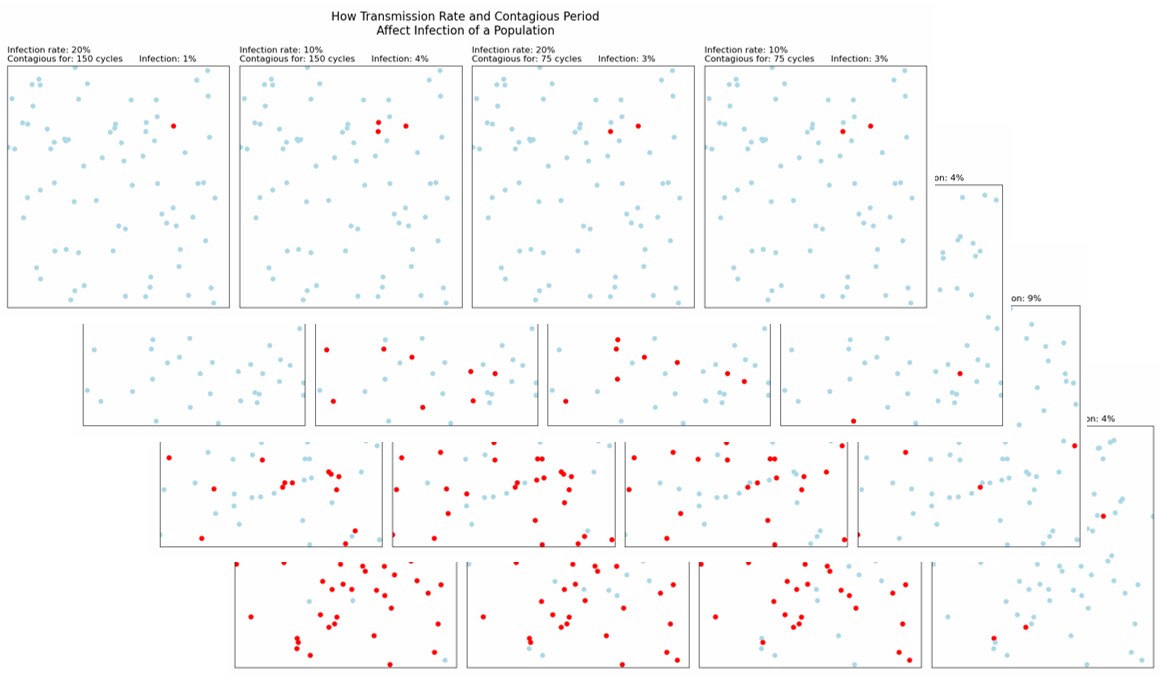 How Transmission Rate and Contagious Period
Affect Infection of a Population
Infection rate: 20%
Contagious for: 150 cycles Infection: 1%
Infection rate: 10%
Contagious for: 150 cycles Infection: 4%
Infection rate: 20%
Contagious for: 75 cycles Infection: 3%
Infection rate: 10%
Contagious for: 75 cycles Infection: 3%
on: 4%
on: 9%
on: 4%